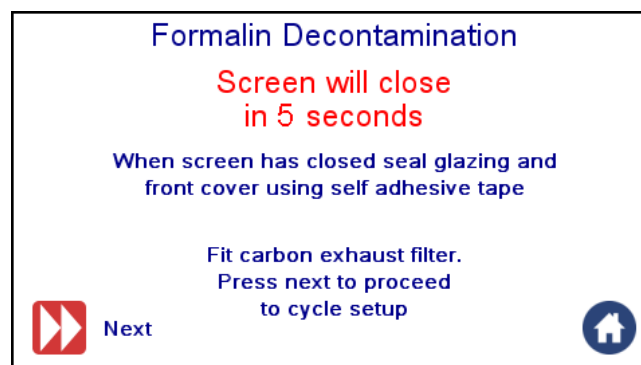 Formalin Decontamination
Screen will close
in 5 seconds
When screen has closed seal glazing and
front cover using self adhesive tape
Fit carbon exhaust filter.
Press next to proceed
to cycle setup
Next